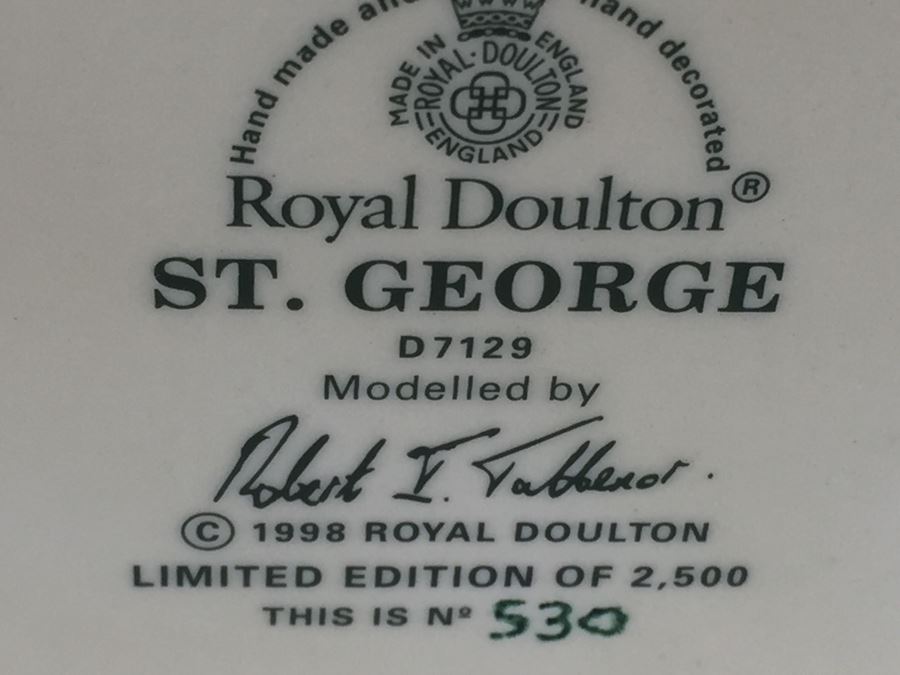 Hand made and hand decorated
MADE IN ENGLAND
ROYAL·DOULTON
ENGLAND
Royal Doulton®
ST. GEORGE
D7129
Modelled by
Robert I. Tabbenor.
© 1998 ROYAL DOULTON
LIMITED EDITION OF 2,500
THIS IS Nº 530